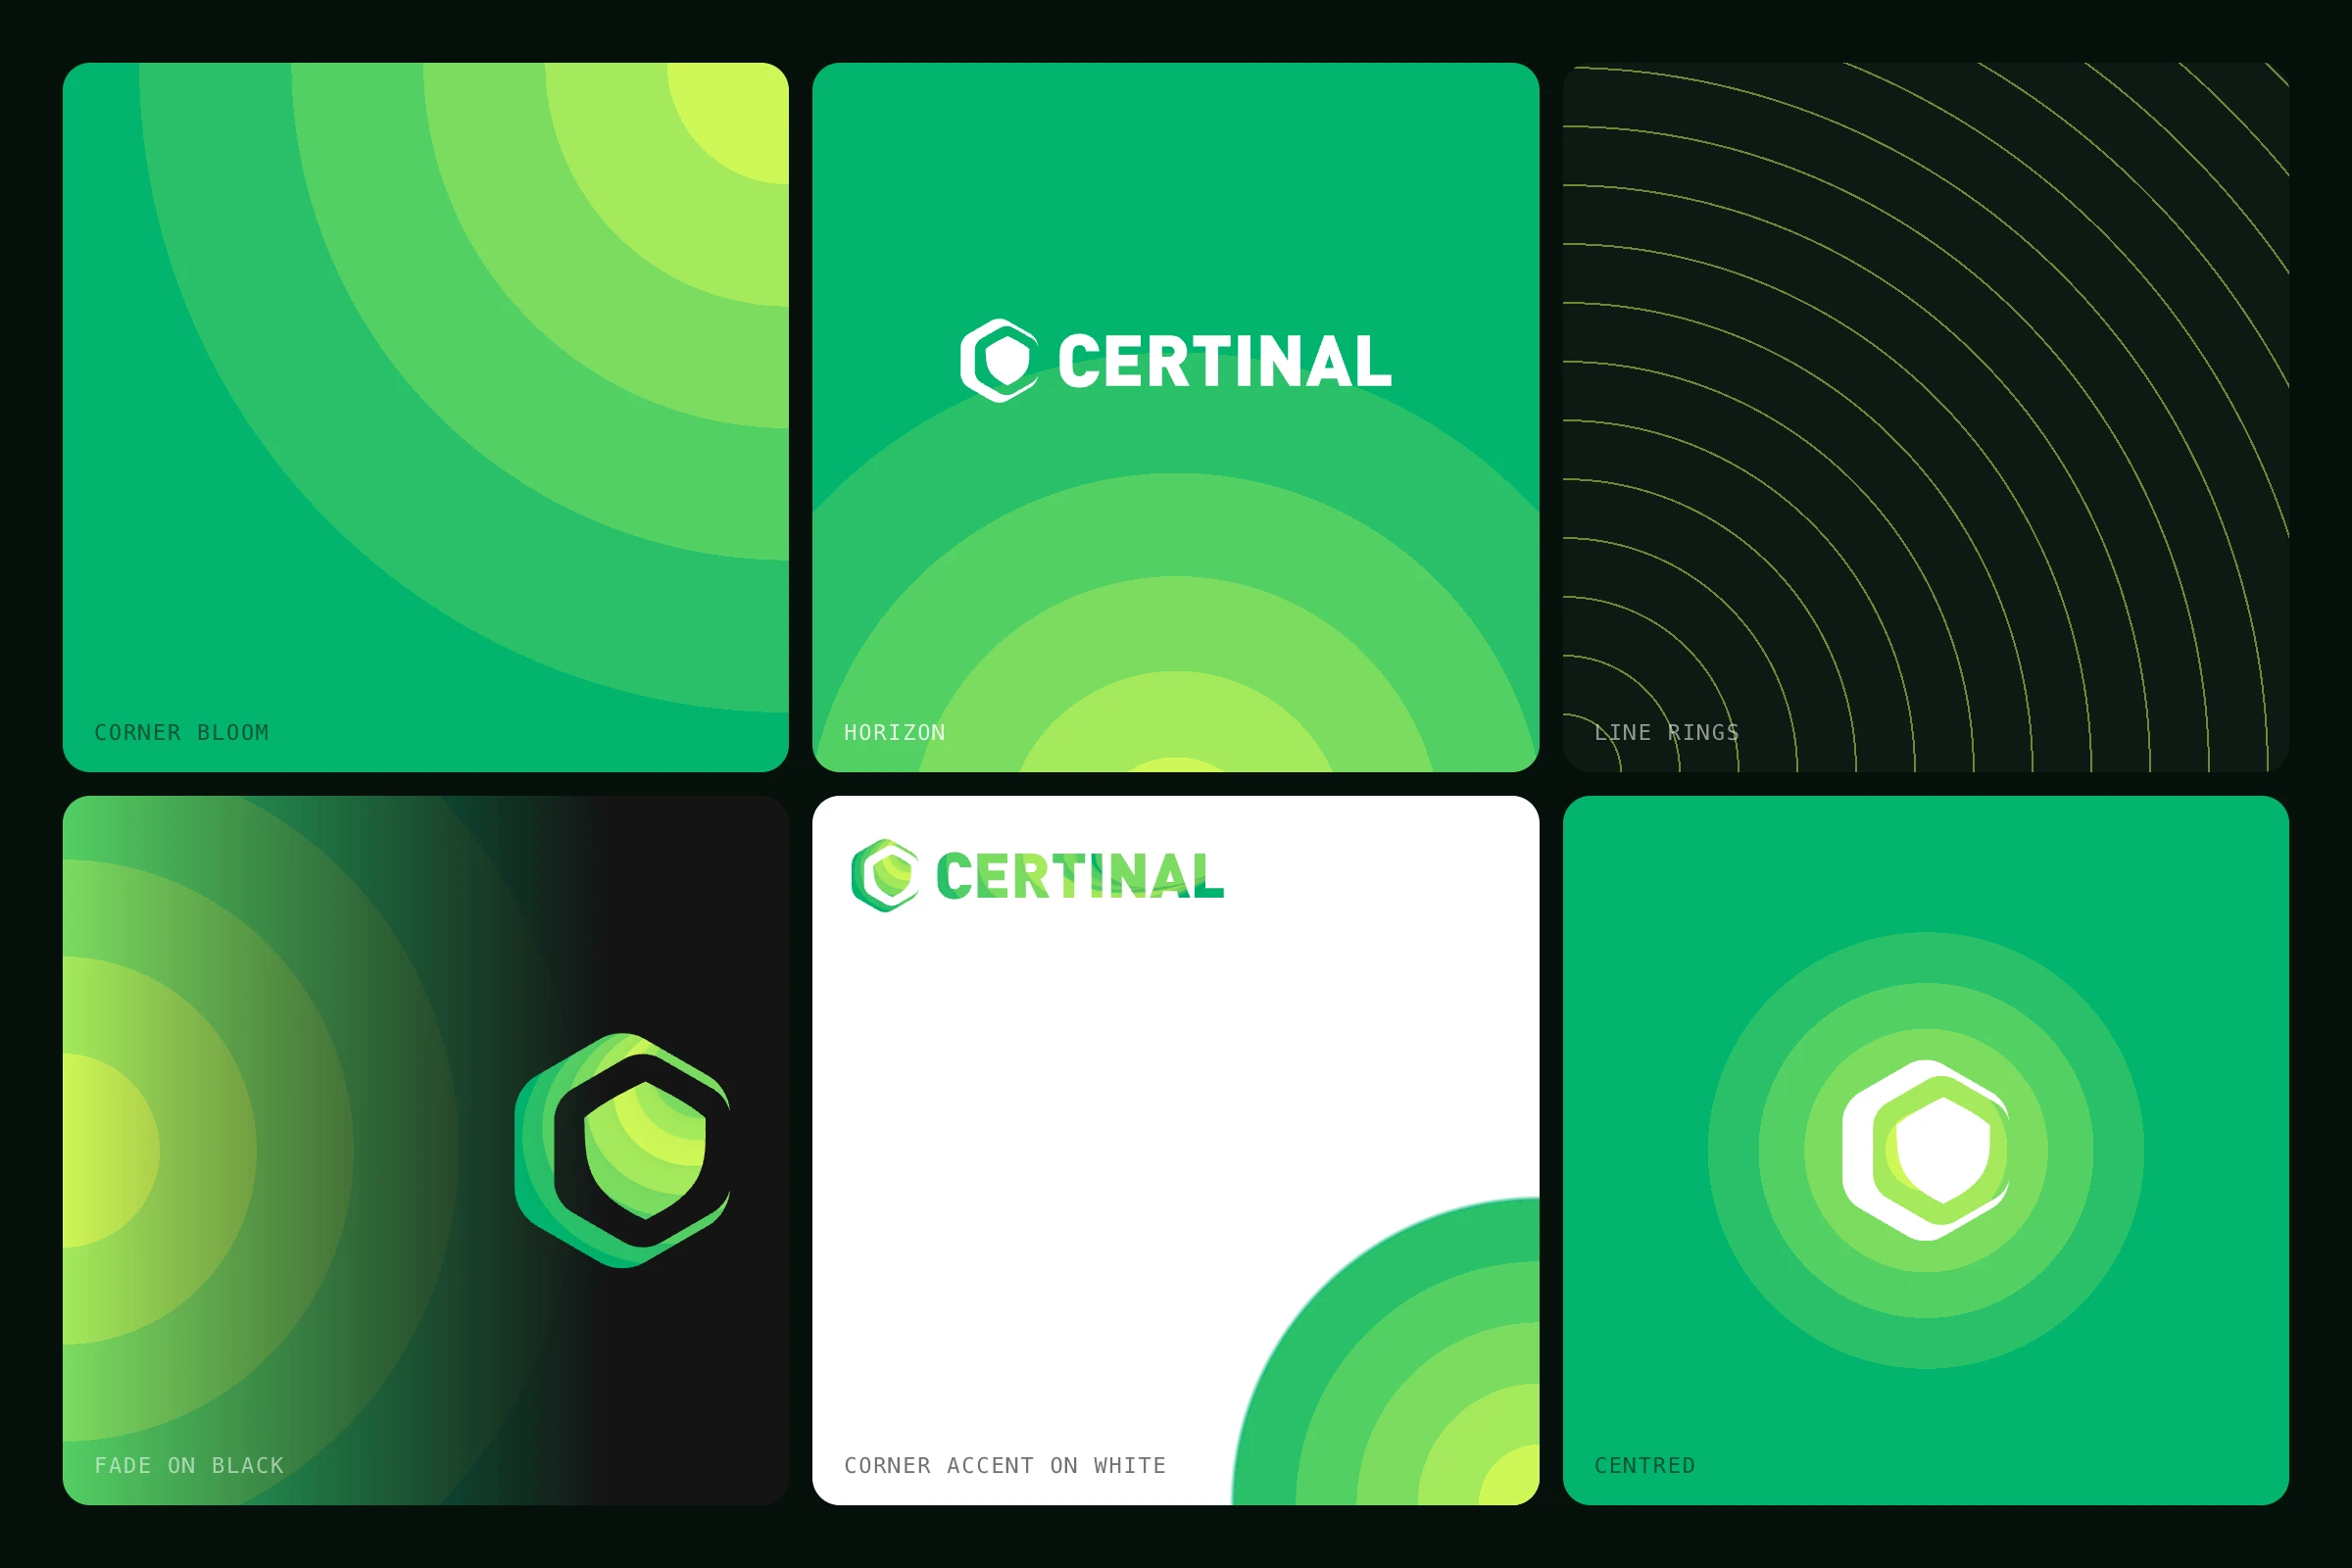 CORNER BLOOM
CERTINAL
HORIZON
LINE RINGS
FADE ON BLACK
CERTINAL
CORNER ACCENT ON WHITE
CENTRED